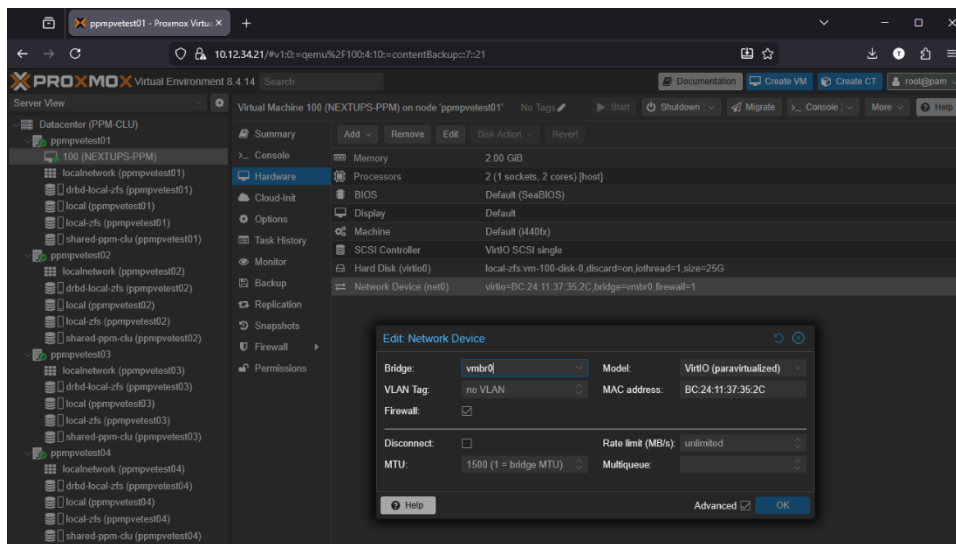 ppmpvetest01 - Proxmox Virtua
10.12.34.21/#v1:0:=qemu%2F100:4:10:=contentBackup:::7::21
PROXMOX Virtual Environment 8.4.14 Search Documentation Create VM Create CT root@pam
Server View
Virtual Machine 100 (NEXTUPS-PPM) on node 'ppmpvetest01' No Tags Start Shutdown Migrate Console More Help
Datacenter (PPM-CLU)
ppmpvetest01
100 (NEXTUPS-PPM)
localnetwork (ppmpvetest01)
drbd-local-zfs (ppmpvetest01)
local (ppmpvetest01)
local-zfs (ppmpvetest01)
shared-ppm-clu (ppmpvetest01)
ppmpvetest02
localnetwork (ppmpvetest02)
drbd-local-zfs (ppmpvetest02)
local (ppmpvetest02)
local-zfs (ppmpvetest02)
shared-ppm-clu (ppmpvetest02)
ppmpvetest03
localnetwork (ppmpvetest03)
drbd-local-zfs (ppmpvetest03)
local (ppmpvetest03)
local-zfs (ppmpvetest03)
shared-ppm-clu (ppmpvetest03)
ppmpvetest04
localnetwork (ppmpvetest04)
drbd-local-zfs (ppmpvetest04)
local (ppmpvetest04)
local-zfs (ppmpvetest04)
shared-ppm-clu (ppmpvetest04)
Summary
>_ Console
Hardware
Cloud-Init
Options
Task History
Monitor
Backup
Replication
Snapshots
Firewall
Permissions
Add Remove Edit Disk Action Revert
Memory 2.00 GiB
Processors 2 (1 sockets, 2 cores) [host]
BIOS Default (SeaBIOS)
Display Default
Machine Default (i440fx)
SCSI Controller VirtIO SCSI single
Hard Disk (virtio0) local-zfs:vm-100-disk-0,discard=on,iothread=1,size=25G
Network Device (net0) virtio=BC:24:11:37:35:2C,bridge=vmbr0,firewall=1
Edit: Network Device
Bridge: vmbr0 Model: VirtIO (paravirtualized)
VLAN Tag: no VLAN MAC address: BC:24:11:37:35:2C
Firewall:
Disconnect: Rate limit (MB/s): unlimited
MTU: 1500 (1 = bridge MTU) Multiqueue:
Help Advanced OK